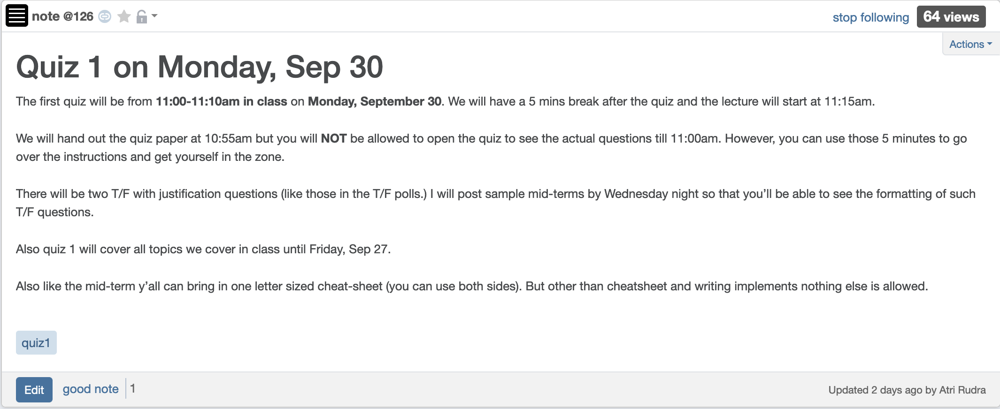 note @126
stop following
64 views
Actions
Quiz 1 on Monday, Sep 30
The first quiz will be from 11:00-11:10am in class on Monday, September 30. We will have a 5 mins break after the quiz and the lecture will start at 11:15am.
We will hand out the quiz paper at 10:55am but you will NOT be allowed to open the quiz to see the actual questions till 11:00am. However, you can use those 5 minutes to go
over the instructions and get yourself in the zone.
There will be two T/F with justification questions (like those in the T/F polls.) I will post sample mid-terms by Wednesday night so that you’ll be able to see the formatting of such
T/F questions.
Also quiz 1 will cover all topics we cover in class until Friday, Sep 27.
Also like the mid-term y’all can bring in one letter sized cheat-sheet (you can use both sides). But other than cheatsheet and writing implements nothing else is allowed.
quiz1
Edit
good note
1
Updated 2 days ago by Atri Rudra